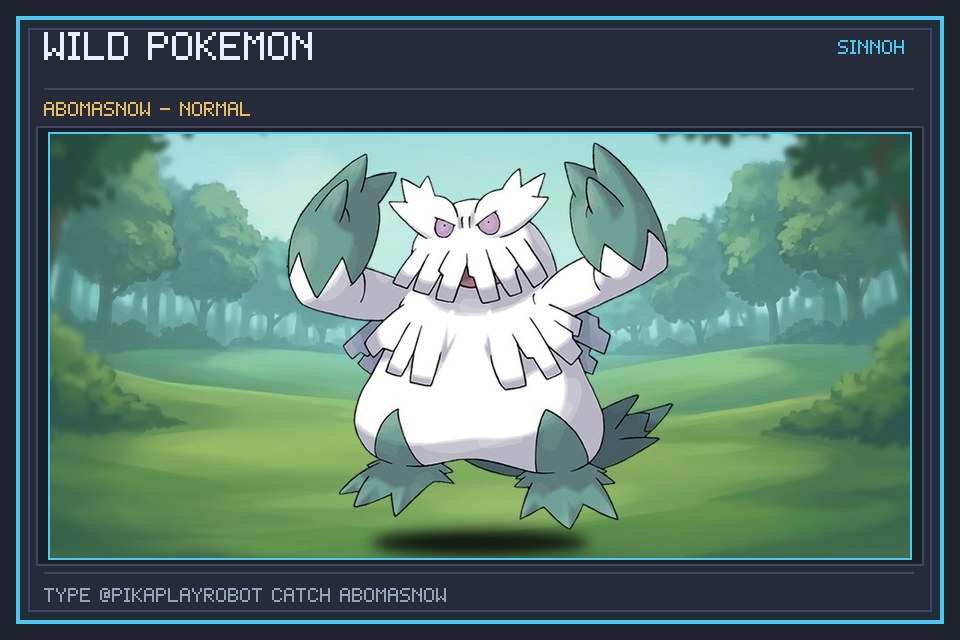 WILD POKEMON
SINNOH
ABOMASNOW - NORMAL
TYPE @PIKAPLAYROBOT CATCH ABOMASNOW